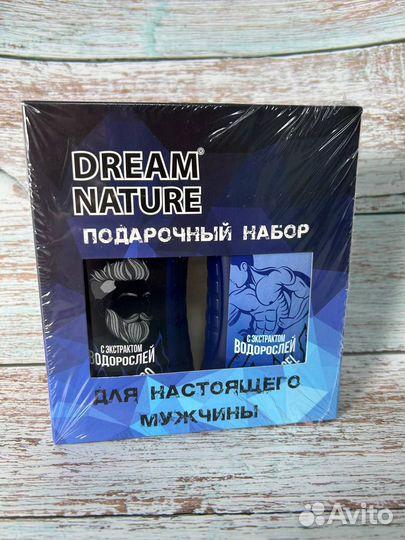 DREAM®
NATURE
ПОДАРОЧНЫЙ НАБОР
С ЭКСТРАКТОМ
ВОДОРОСЛЕЙ
С ЭКСТРАКТОМ
ВОДОРОСЛЕЙ
ДЛЯ НАСТОЯЩЕГО
МУЖЧИНЫ
Avito